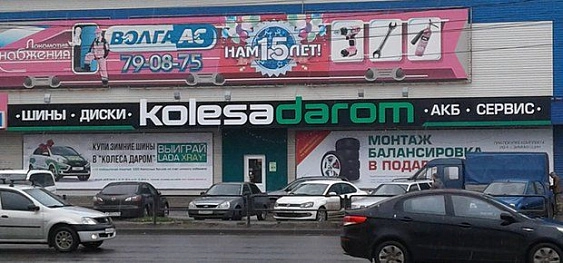 Локомотив
снабжения
ВОЛГА АЗ
79-08-75
НАМ 15 ЛЕТ!
·ШИНЫ·ДИСКИ· kolesadarom ·АКБ·СЕРВИС·
КУПИ ЗИМНИЕ ШИНЫ
В "КОЛЕСА ДАРОМ"
ВЫИГРАЙ
LADA XRAY
МОНТАЖ
БАЛАНСИРОВКА
В ПОДАРОК